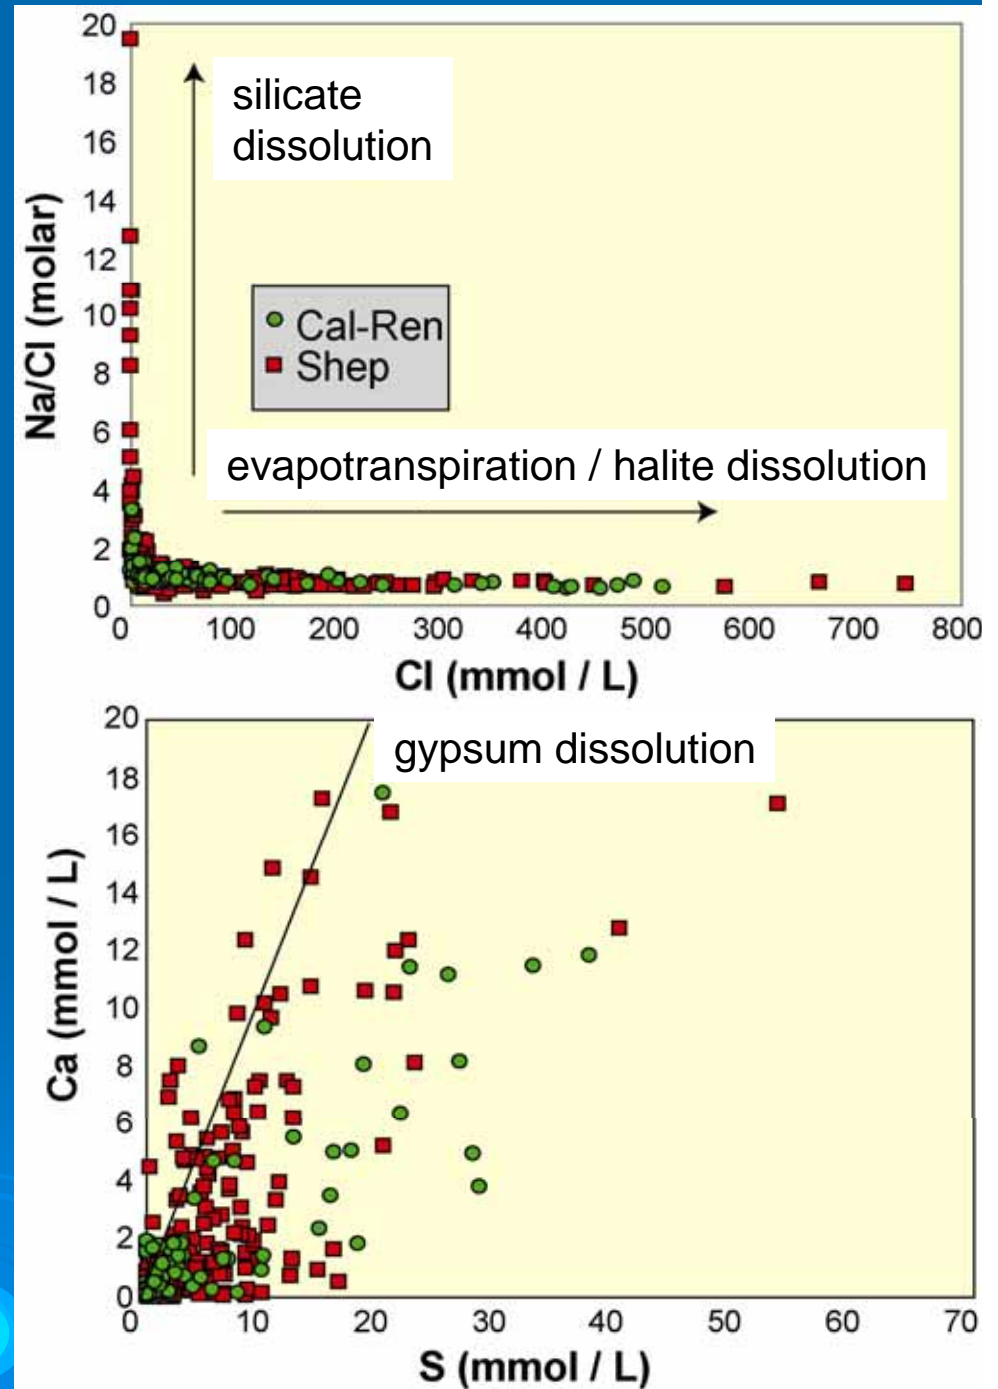 20
18
16
14
12
10
8
6
4
2
0
Na/Cl (molar)
silicate
dissolution
Cal-Ren
Shep
evapotranspiration / halite dissolution
0 100 200 300 400 500 600 700 800
Cl (mmol / L)
20
18
16
14
12
10
8
6
4
2
0
Ca (mmol / L)
gypsum dissolution
0 10 20 30 40 50 60 70
S (mmol / L)